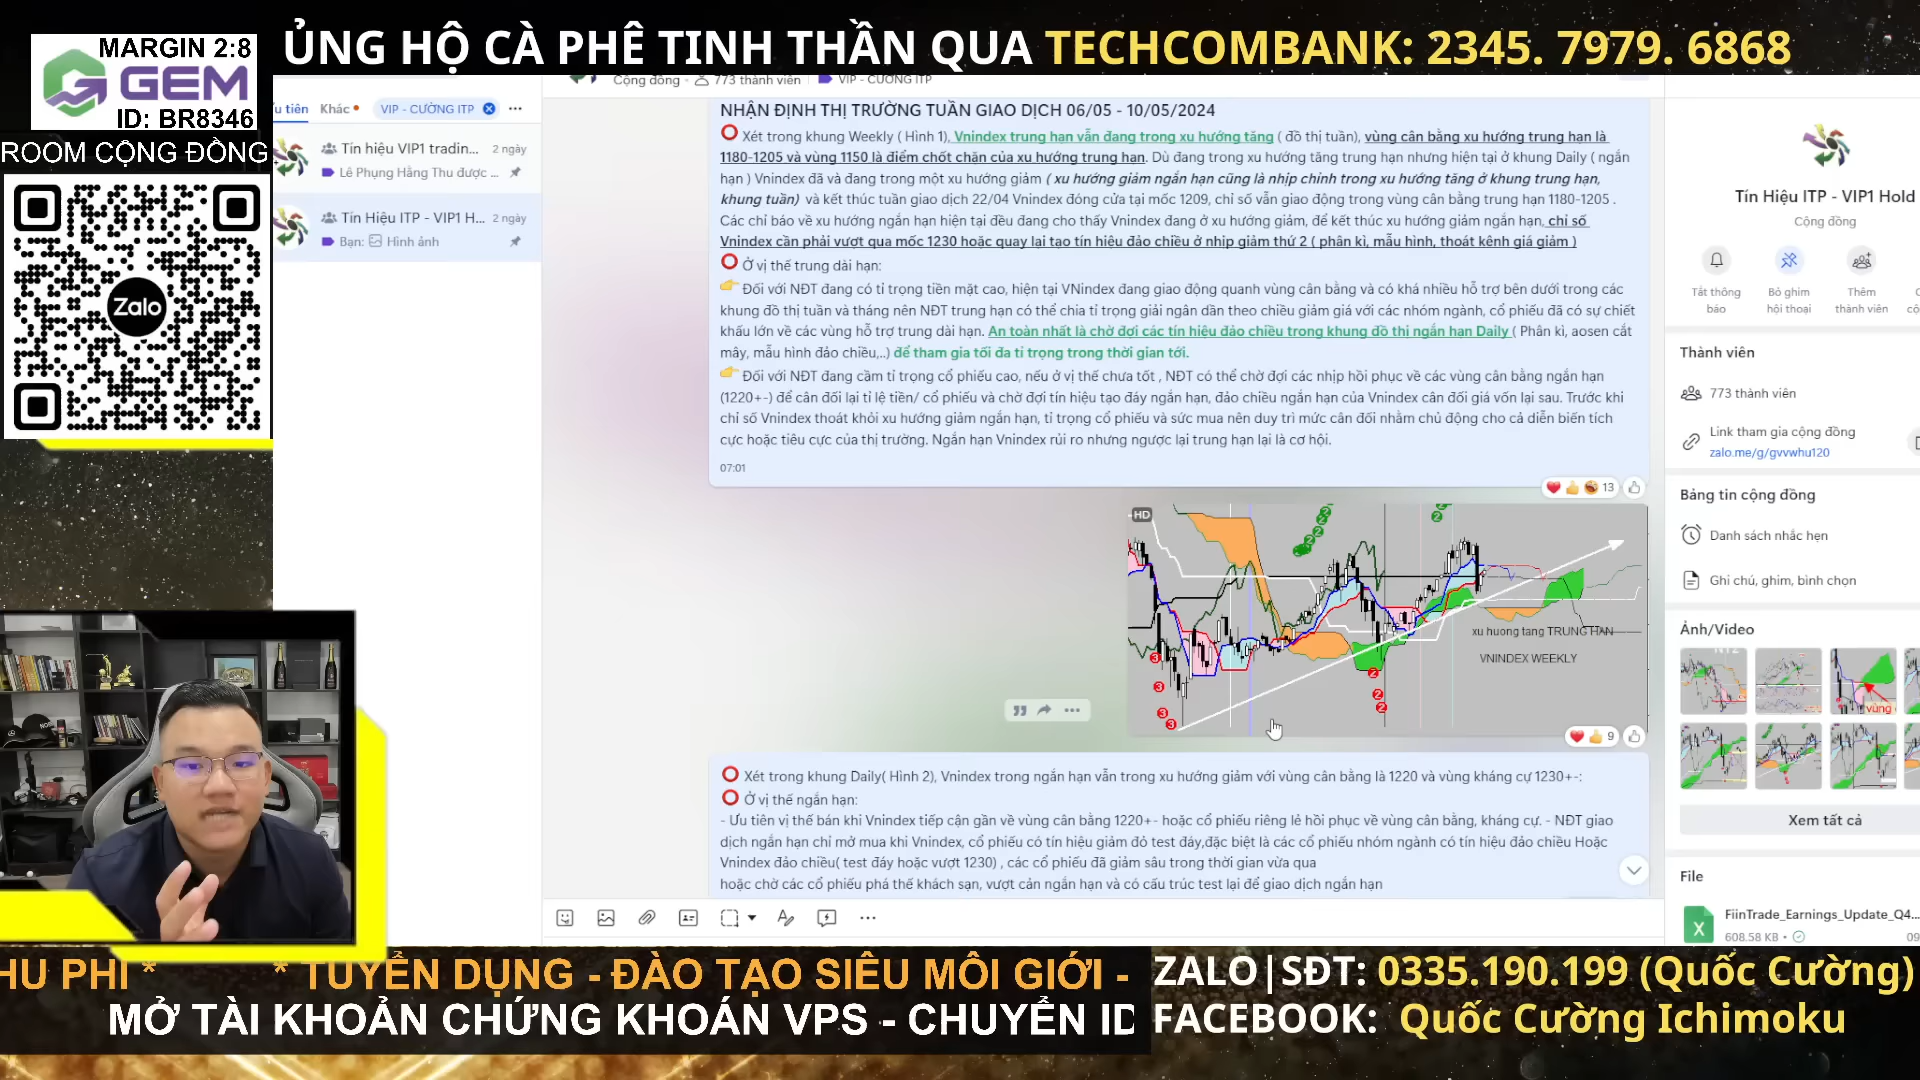 MARGIN 2:8
GEM
ID: BR8346
ROOM CỘNG ĐỒNG
Zalo
ỦNG HỘ CÀ PHÊ TINH THẦN QUA TECHCOMBANK: 2345. 7979. 6868
Ưu tiên Khác VIP - CƯỜNG ITP
Tín hiệu VIP1 tradin... 2 ngày
Lê Phụng Hằng Thu được ...
Tín Hiệu ITP - VIP1 H... 2 ngày
Bạn: Hình ảnh
Cộng đồng 773 thành viên VIP - CƯỜNG ITP
NHẬN ĐỊNH THỊ TRƯỜNG TUẦN GIAO DỊCH 06/05 - 10/05/2024
Xét trong khung Weekly ( Hình 1), Vnindex trung hạn vẫn đang trong xu hướng tăng ( đồ thị tuần), vùng cân bằng xu hướng trung hạn là
1180-1205 và vùng 1150 là điểm chốt chặn của xu hướng trung hạn. Dù đang trong xu hướng tăng trung hạn nhưng hiện tại ở khung Daily ( ngắn
hạn ) Vnindex đã và đang trong một xu hướng giảm ( xu hướng giảm ngắn hạn cũng là nhịp chỉnh trong xu hướng tăng ở khung trung hạn,
khung tuần) và kết thúc tuần giao dịch 22/04 Vnindex đóng cửa tại mốc 1209, chỉ số vẫn giao động trong vùng cân bằng trung hạn 1180-1205 .
Các chỉ báo về xu hướng ngắn hạn hiện tại đều đang cho thấy Vnindex đang ở xu hướng giảm, để kết thúc xu hướng giảm ngắn hạn, chỉ số
Vnindex cần phải vượt qua mốc 1230 hoặc quay lại tạo tín hiệu đảo chiều ở nhịp giảm thứ 2 ( phân kì, mẫu hình, thoát kênh giá giảm )
Ở vị thế trung dài hạn:
Đối với NĐT đang có tỉ trọng tiền mặt cao, hiện tại VNindex đang giao động quanh vùng cân bằng và có khá nhiều hỗ trợ bên dưới trong các
khung đồ thị tuần và tháng nên NĐT trung hạn có thể chia tỉ trọng giải ngân dần theo chiều giảm giá với các nhóm ngành, cổ phiếu đã có sự chiết
khấu lớn về các vùng hỗ trợ trung dài hạn. An toàn nhất là chờ đợi các tín hiệu đảo chiều trong khung đồ thị ngắn hạn Daily ( Phân kì, aosen cắt
mây, mẫu hình đảo chiều,..) để tham gia tối đa tỉ trọng trong thời gian tới.
Đối với NĐT đang cầm tỉ trọng cổ phiếu cao, nếu ở vị thế chưa tốt , NĐT có thể chờ đợi các nhịp hồi phục về các vùng cân bằng ngắn hạn
(1220+-) để cân đối lại tỉ lệ tiền/ cổ phiếu và chờ đợi tín hiệu tạo đáy ngắn hạn, đảo chiều ngắn hạn của Vnindex cân đối giá vốn lại sau. Trước khi
chỉ số Vnindex thoát khỏi xu hướng giảm ngắn hạn, tỉ trọng cổ phiếu và sức mua nên duy trì mức cân đối nhằm chủ động cho cả diễn biến tích
cực hoặc tiêu cực của thị trường. Ngắn hạn Vnindex rủi ro nhưng ngược lại trung hạn lại là cơ hội.
07:01
13
HD
xu huong tang TRUNG HAN
VNINDEX WEEKLY
9
Xét trong khung Daily( Hình 2), Vnindex trong ngắn hạn vẫn trong xu hướng giảm với vùng cân bằng là 1220 và vùng kháng cự 1230+-:
Ở vị thế ngắn hạn:
- Ưu tiên vị thế bán khi Vnindex tiếp cận gần về vùng cân bằng 1220+- hoặc cổ phiếu riêng lẻ hồi phục về vùng cân bằng, kháng cự. - NĐT giao
dịch ngắn hạn chỉ mở mua khi Vnindex, cổ phiếu có tín hiệu giảm đỏ test đáy,đặc biệt là các cổ phiếu nhóm ngành có tín hiệu đảo chiều Hoặc
Vnindex đảo chiều( test đáy hoặc vượt 1230) , các cổ phiếu đã giảm sâu trong thời gian vừa qua
hoặc chờ các cổ phiếu phá thế khách sạn, vượt cản ngắn hạn và có cấu trúc test lại để giao dịch ngắn hạn
Tín Hiệu ITP - VIP1 Hold
Cộng đồng
Tắt thông báo
Bỏ ghim hội thoại
Thêm thành viên
Thành viên
773 thành viên
Link tham gia cộng đồng
zalo.me/g/gvvwhu120
Bảng tin cộng đồng
Danh sách nhắc hẹn
Ghi chú, ghim, bình chọn
Ảnh/Video
vùng
Xem tất cả
File
FiinTrade_Earnings_Update_Q4...
608.58 KB
HU PHÍ * * TUYỂN DỤNG - ĐÀO TẠO SIÊU MÔI GIỚI -
MỞ TÀI KHOẢN CHỨNG KHOÁN VPS - CHUYỂN ID
ZALO|SĐT: 0335.190.199 (Quốc Cường)
FACEBOOK: Quốc Cường Ichimoku